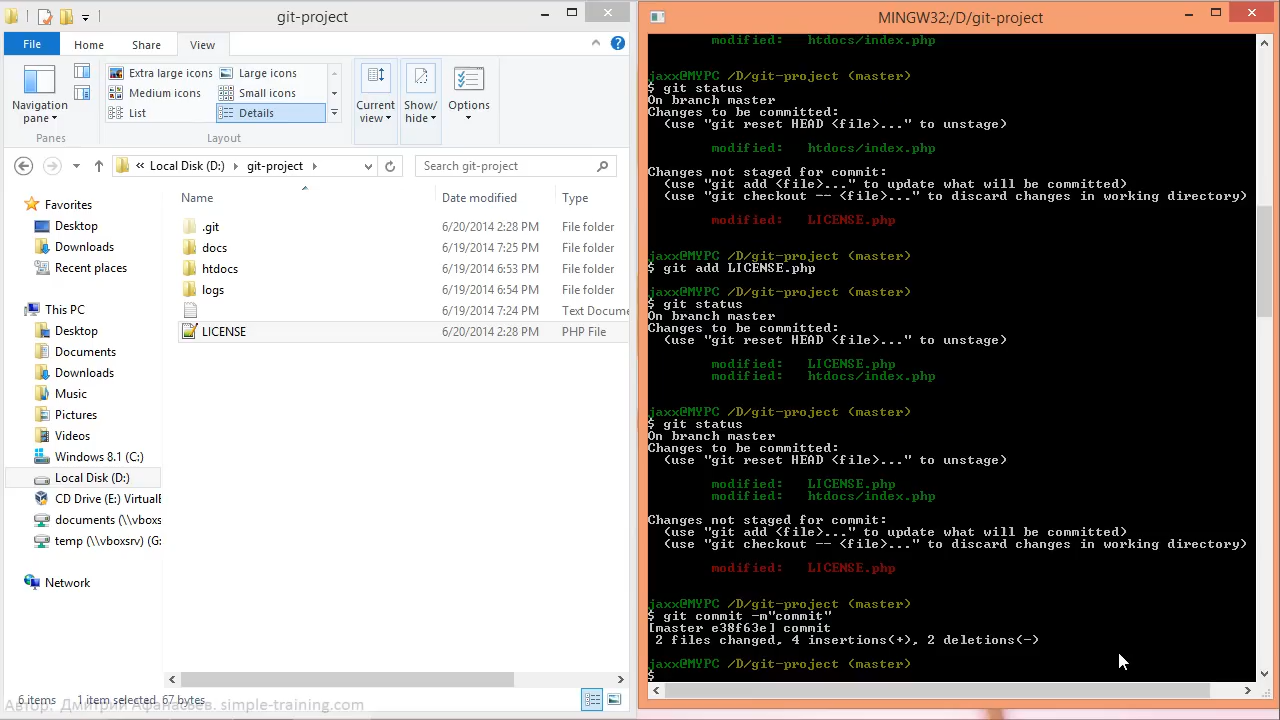 git-project
File Home Share View
Navigation pane
Extra large icons
Large icons
Medium icons
Small icons
List
Details
Current view
Show/hide
Options
Panes
Layout
<< Local Disk (D:) git-project
Search git-project
Name Date modified Type
.git 6/20/2014 2:28 PM File folder
docs 6/19/2014 7:25 PM File folder
htdocs 6/19/2014 6:53 PM File folder
logs 6/19/2014 6:54 PM File folder
6/19/2014 7:24 PM Text Docume
LICENSE 6/20/2014 2:28 PM PHP File
Favorites
Desktop
Downloads
Recent places
This PC
Desktop
Documents
Downloads
Music
Pictures
Videos
Windows 8.1 (C:)
Local Disk (D:)
CD Drive (E:) Virtual
documents (\\vboxs
temp (\\vboxsrv) (G:
Network
6 items 1 item selected 67 bytes
Автор: Дмитрий Афанасьев. simple-training.com
MINGW32:/D/git-project
modified: htdocs/index.php
jaxx@MYPC /D/git-project (master)
$ git status
On branch master
Changes to be committed:
(use "git reset HEAD <file>..." to unstage)
modified: htdocs/index.php
Changes not staged for commit:
(use "git add <file>..." to update what will be committed)
(use "git checkout -- <file>..." to discard changes in working directory)
modified: LICENSE.php
jaxx@MYPC /D/git-project (master)
$ git add LICENSE.php
jaxx@MYPC /D/git-project (master)
$ git status
On branch master
Changes to be committed:
(use "git reset HEAD <file>..." to unstage)
modified: LICENSE.php
modified: htdocs/index.php
jaxx@MYPC /D/git-project (master)
$ git status
On branch master
Changes to be committed:
(use "git reset HEAD <file>..." to unstage)
modified: LICENSE.php
modified: htdocs/index.php
Changes not staged for commit:
(use "git add <file>..." to update what will be committed)
(use "git checkout -- <file>..." to discard changes in working directory)
modified: LICENSE.php
jaxx@MYPC /D/git-project (master)
$ git commit -m"commit"
[master e38f63e] commit
2 files changed, 4 insertions(+), 2 deletions(-)
jaxx@MYPC /D/git-project (master)
$